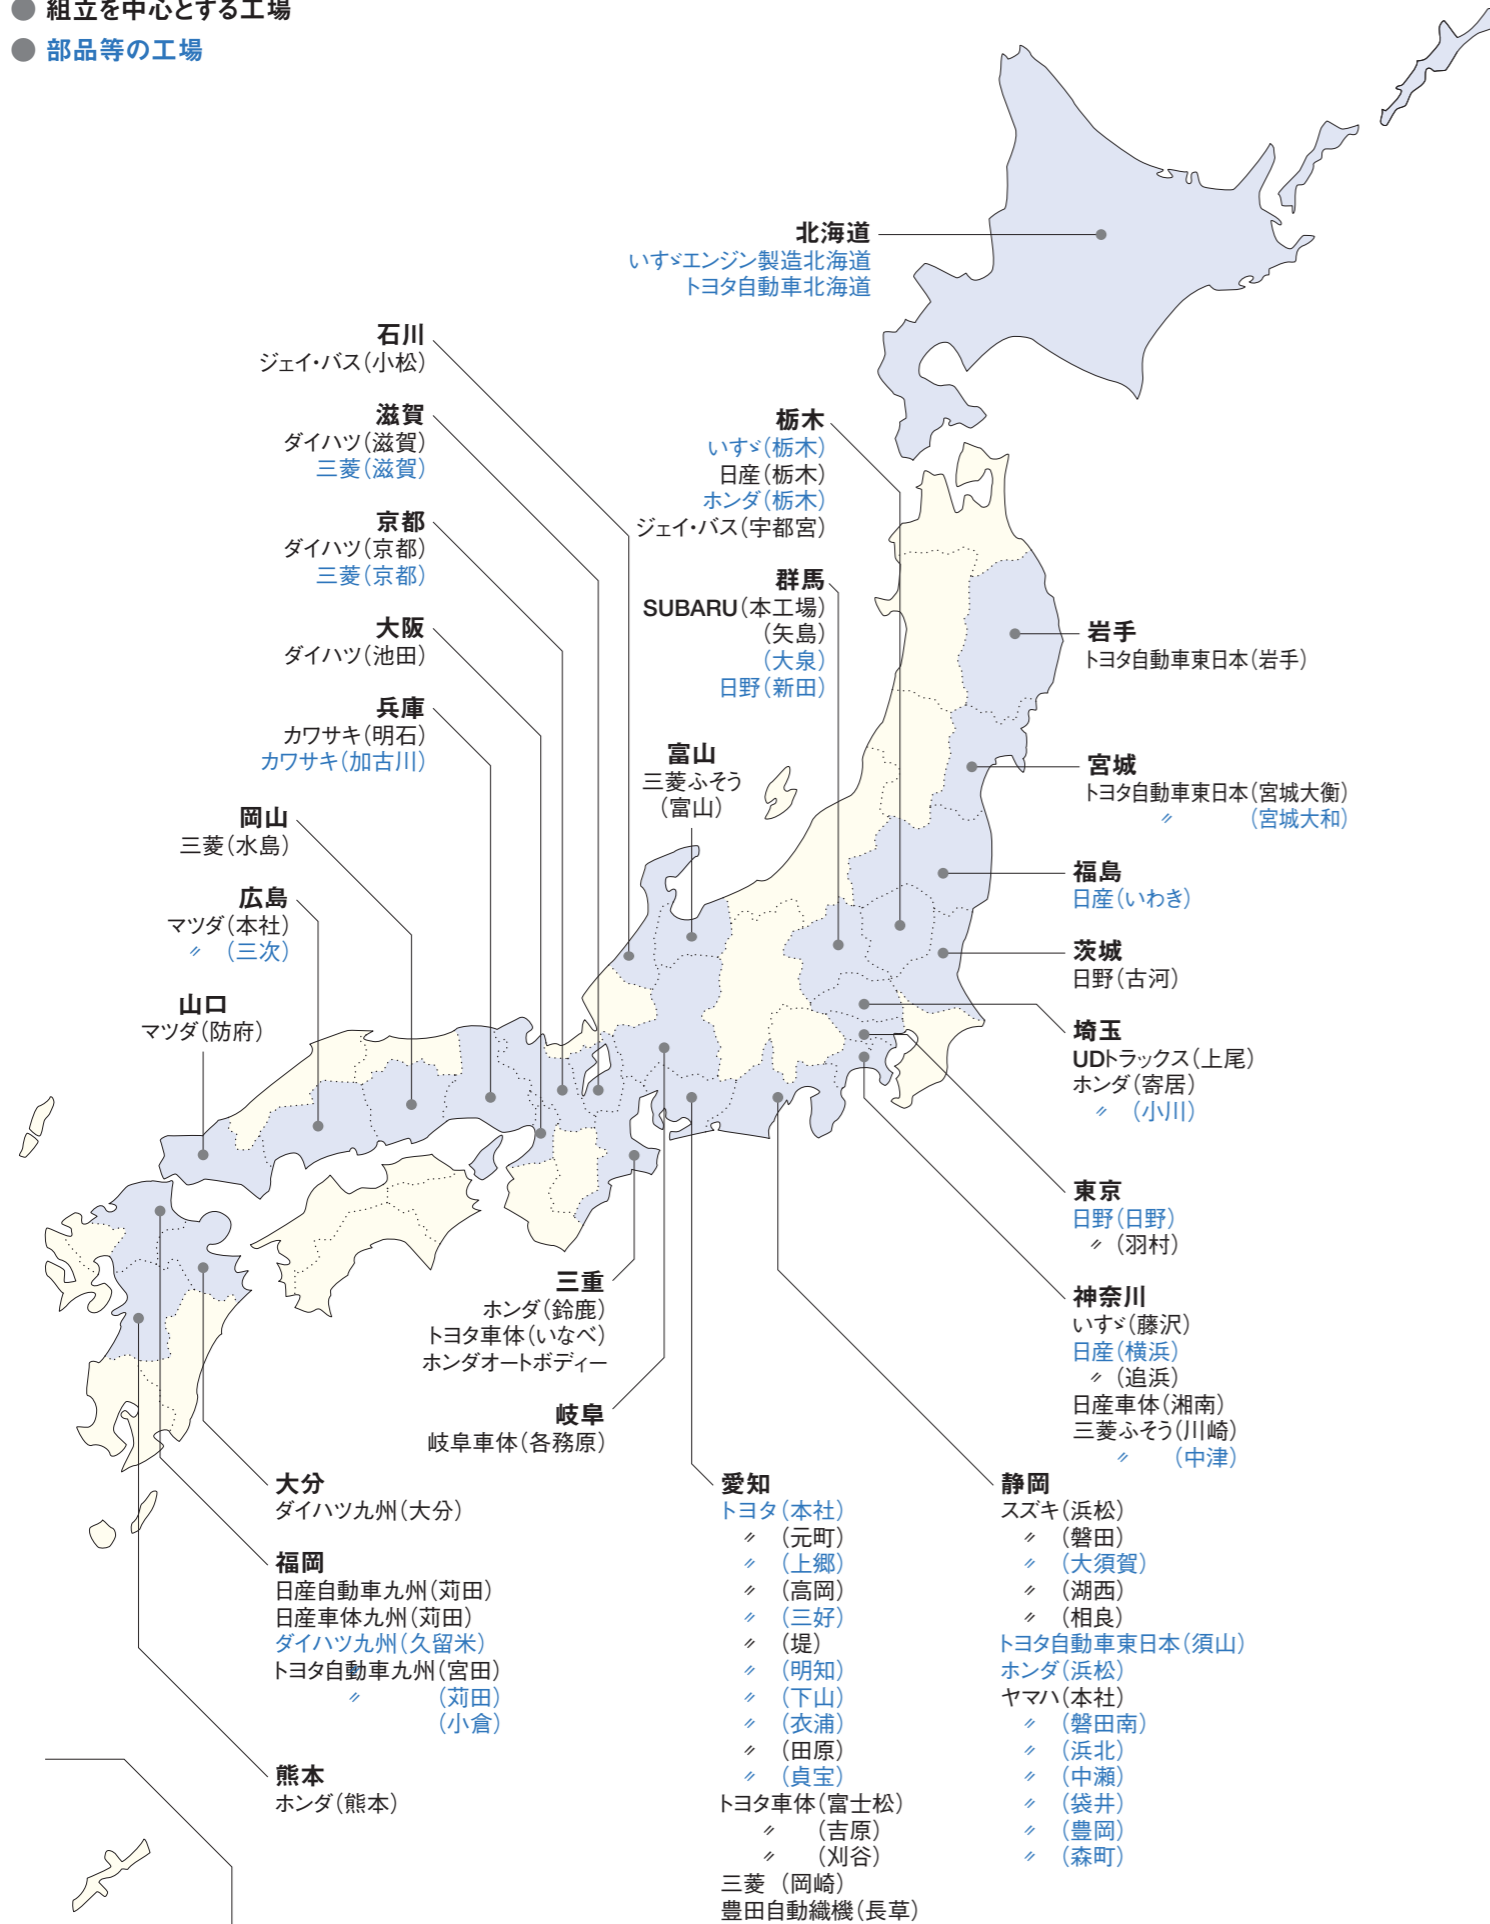 組立を中心とする工場
部品等の工場
北海道
いすゞエンジン製造北海道
トヨタ自動車北海道
石川
ジェイ・バス(小松)
滋賀
ダイハツ(滋賀)
三菱(滋賀)
京都
ダイハツ(京都)
三菱(京都)
大阪
ダイハツ(池田)
兵庫
カワサキ(明石)
カワサキ(加古川)
岡山
三菱(水島)
広島
マツダ(本社)
〃 (三次)
山口
マツダ(防府)
栃木
いすゞ(栃木)
日産(栃木)
ホンダ(栃木)
ジェイ・バス(宇都宮)
群馬
SUBARU(本工場)
(矢島)
(大泉)
日野(新田)
富山
三菱ふそう
(富山)
岩手
トヨタ自動車東日本(岩手)
宮城
トヨタ自動車東日本(宮城大衡)
〃 (宮城大和)
福島
日産(いわき)
茨城
日野(古河)
埼玉
UDトラックス(上尾)
ホンダ(寄居)
〃 (小川)
東京
日野(日野)
〃 (羽村)
神奈川
いすゞ(藤沢)
日産(横浜)
〃 (追浜)
日産車体(湘南)
三菱ふそう(川崎)
〃 (中津)
三重
ホンダ(鈴鹿)
トヨタ車体(いなべ)
ホンダオートボディー
岐阜
岐阜車体(各務原)
大分
ダイハツ九州(大分)
福岡
日産自動車九州(苅田)
日産車体九州(苅田)
ダイハツ九州(久留米)
トヨタ自動車九州(宮田)
〃 (苅田)
(小倉)
熊本
ホンダ(熊本)
愛知
トヨタ(本社)
〃 (元町)
〃 (上郷)
〃 (高岡)
〃 (三好)
〃 (堤)
〃 (明知)
〃 (下山)
〃 (衣浦)
〃 (田原)
〃 (貞宝)
トヨタ車体(富士松)
〃 (吉原)
〃 (刈谷)
三菱 (岡崎)
豊田自動織機(長草)
静岡
スズキ(浜松)
〃 (磐田)
〃 (大須賀)
〃 (湖西)
〃 (相良)
トヨタ自動車東日本(須山)
ホンダ(浜松)
ヤマハ(本社)
〃 (磐田南)
〃 (浜北)
〃 (中瀬)
〃 (袋井)
〃 (豊岡)
〃 (森町)